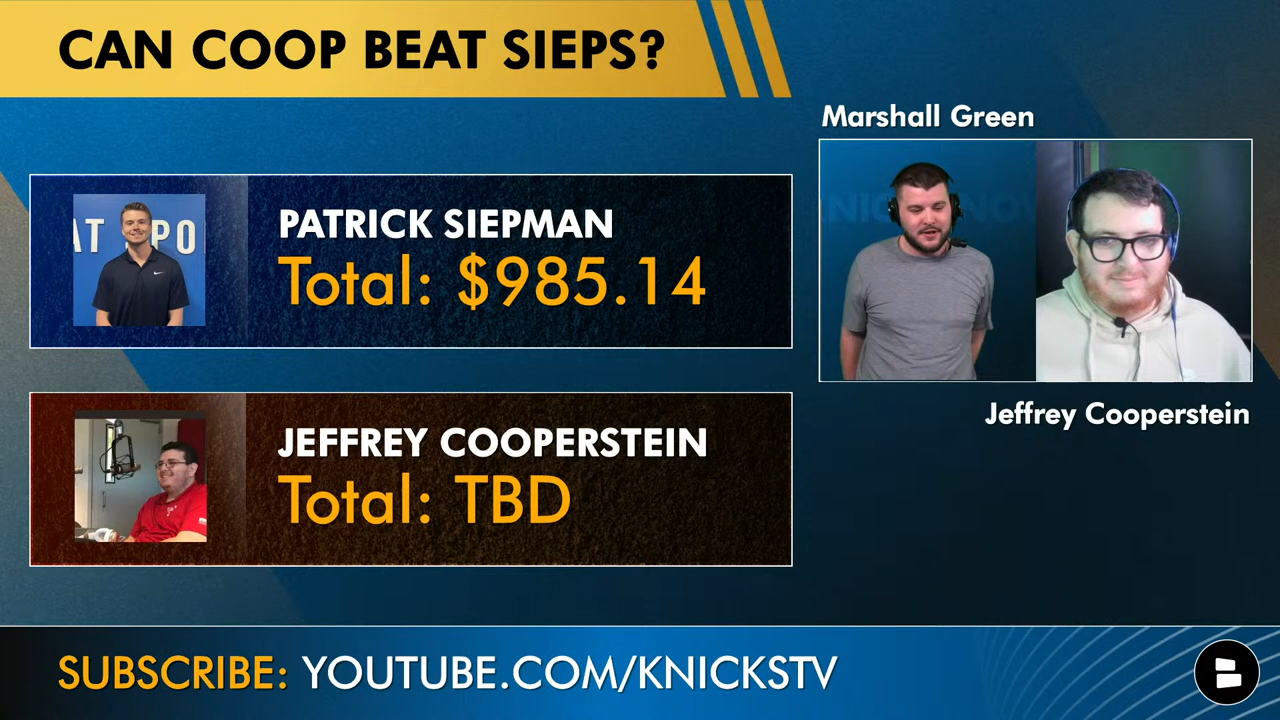 CAN COOP BEAT SIEPS?
Marshall Green
PATRICK SIEPMAN
Total: $985.14
JEFFREY COOPERSTEIN
Total: TBD
Jeffrey Cooperstein
SUBSCRIBE: YOUTUBE.COM/KNICKSTV